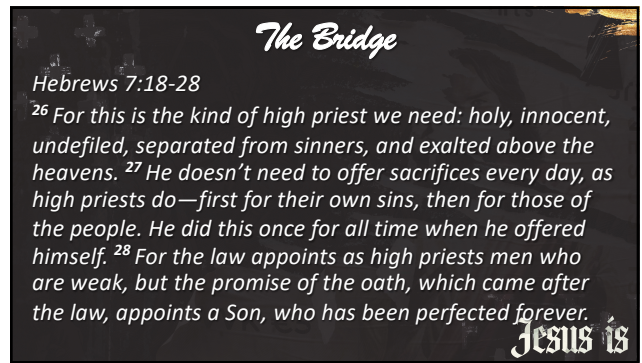 The Bridge
Hebrews 7:18-28
26 For this is the kind of high priest we need: holy, innocent,
undefiled, separated from sinners, and exalted above the
heavens. 27 He doesn’t need to offer sacrifices every day, as
high priests do—first for their own sins, then for those of
the people. He did this once for all time when he offered
himself. 28 For the law appoints as high priests men who
are weak, but the promise of the oath, which came after
the law, appoints a Son, who has been perfected forever.
Jesus is